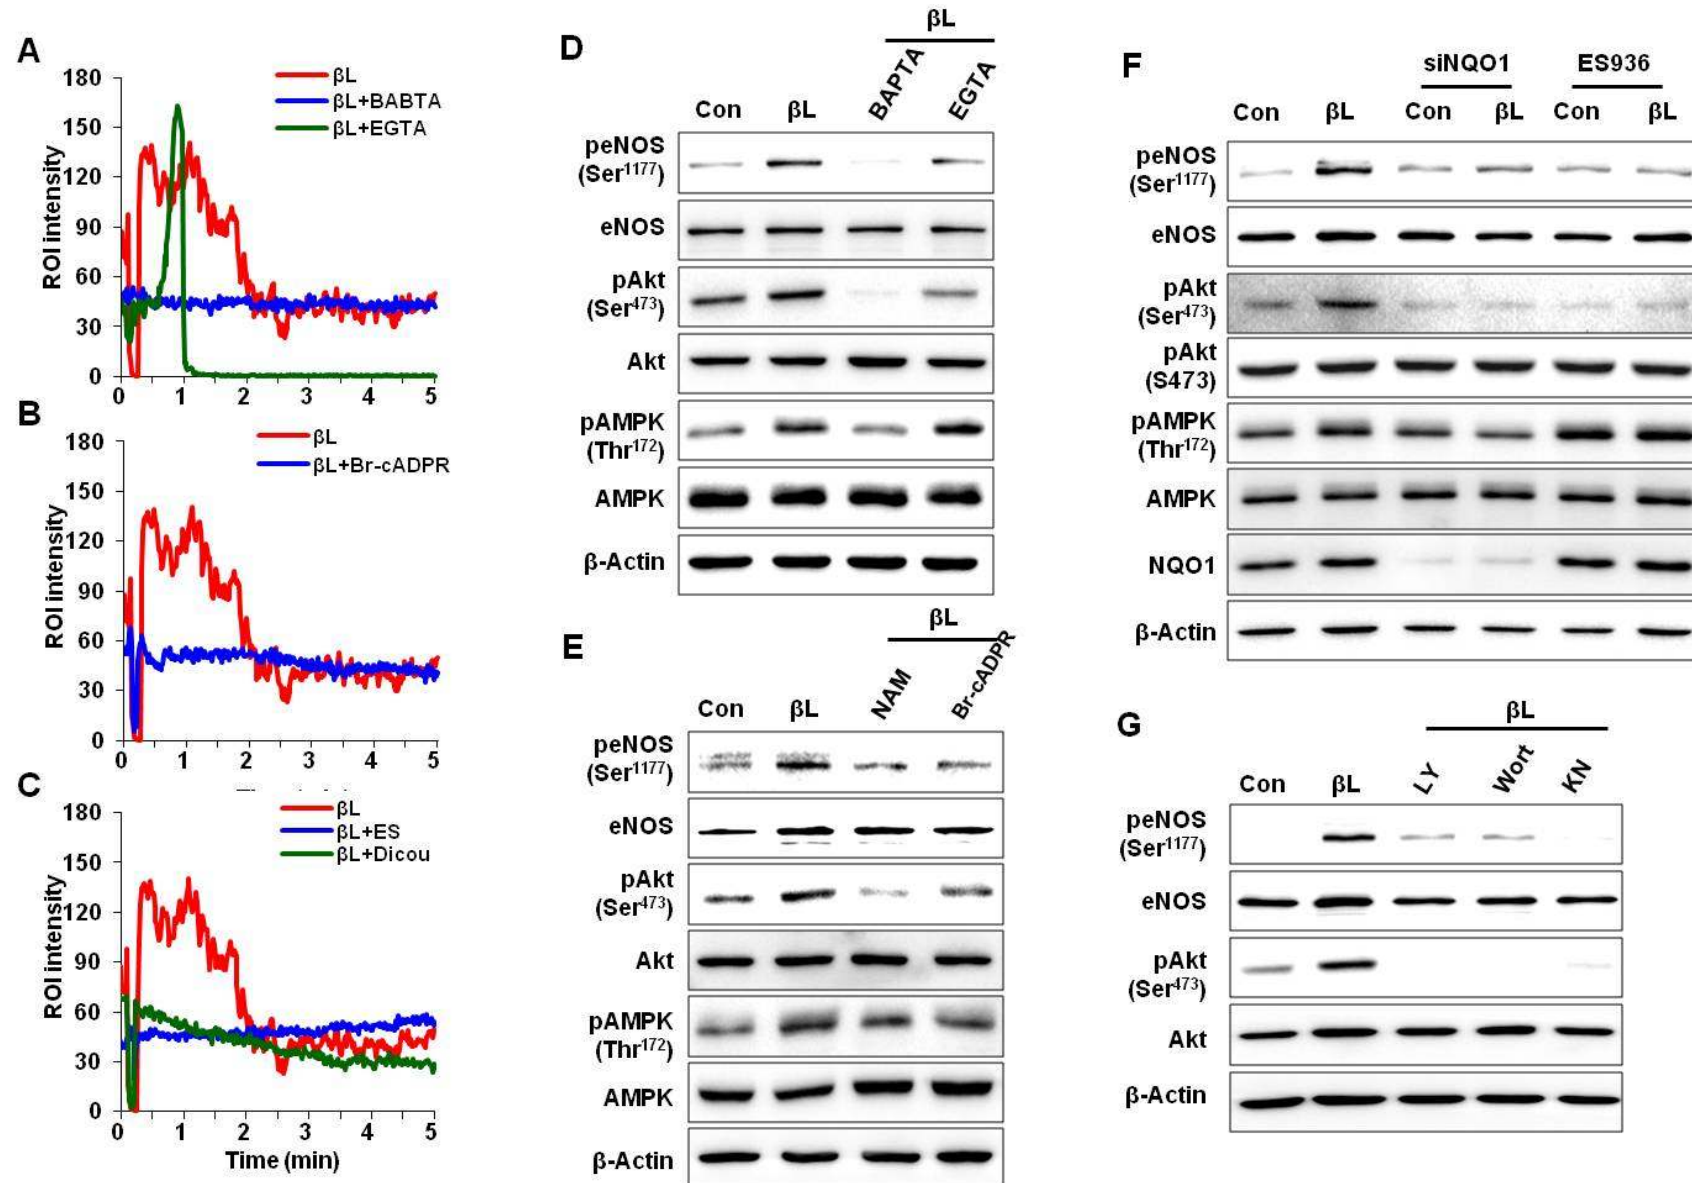 A
180
150
120
90
60
30
0
ROI intensity
βL
βL+BABTA
βL+EGTA
0 1 2 3 4 5
B
180
150
120
90
60
30
0
ROI intensity
βL
βL+Br-cADPR
0 1 2 3 4 5
C
180
150
120
90
60
30
0
ROI intensity
βL
βL+ES
βL+Dicou
0 1 2 3 4 5
Time (min)
D
βL
Con βL BAPTA EGTA
peNOS
(Ser1177)
eNOS
pAkt
(Ser473)
Akt
pAMPK
(Thr172)
AMPK
β-Actin
E
βL
Con βL NAM Br-cADPR
peNOS
(Ser1177)
eNOS
pAkt
(Ser473)
Akt
pAMPK
(Thr172)
AMPK
β-Actin
F
siNQO1 ES936
Con βL Con βL Con βL
peNOS
(Ser1177)
eNOS
pAkt
(Ser473)
pAkt
(S473)
pAMPK
(Thr172)
AMPK
NQO1
β-Actin
G
βL
Con βL LY Wort KN
peNOS
(Ser1177)
eNOS
pAkt
(Ser473)
Akt
β-Actin